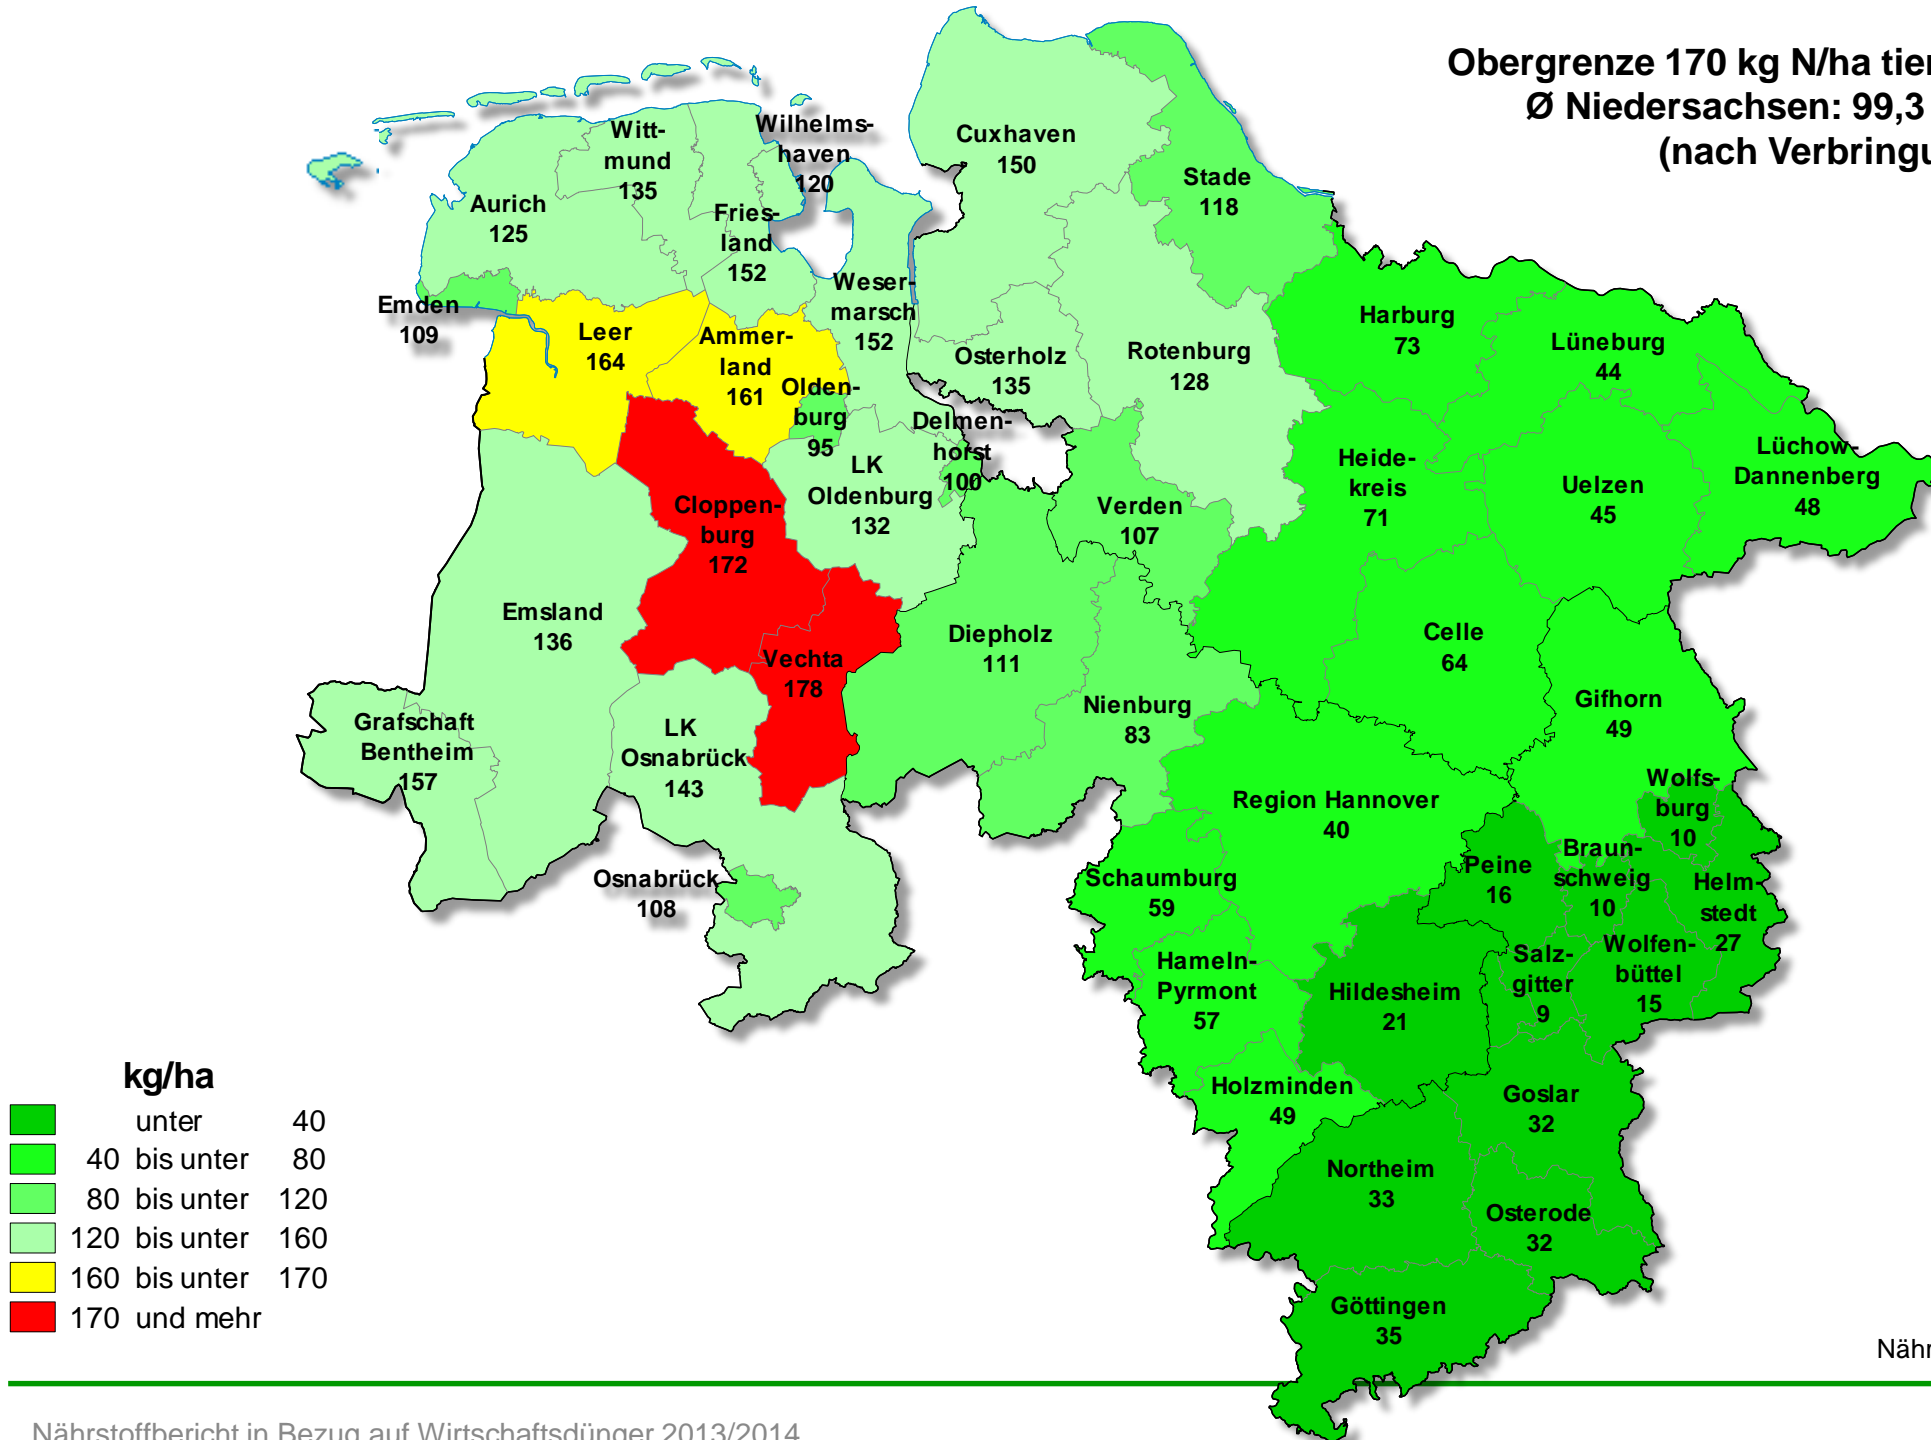 Obergrenze 170 kg N/ha tier
Ø Niedersachsen: 99,3
(nach Verbringu
Cuxhaven
150
Stade
118
Witt-
mund
135
Wilhelms-
haven
120
Aurich
125
Fries-
land
152
Weser-
marsch
152
Emden
109
Leer
164
Ammer-
land
161
Olden-
burg
95
Osterholz
135
Rotenburg
128
Harburg
73
Lüneburg
44
Delmen-
horst
100
LK
Oldenburg
132
Cloppen-
burg
172
Verden
107
Heide-
kreis
71
Uelzen
45
Lüchow-
Dannenberg
48
Emsland
136
Vechta
178
Diepholz
111
Nienburg
83
Celle
64
Gifhorn
49
Grafschaft
Bentheim
157
LK
Osnabrück
143
Osnabrück
108
Region Hannover
40
Wolfs-
burg
10
Peine
16
Braun-
schweig
10
Helm-
stedt
27
Schaumburg
59
Hameln-
Pyrmont
57
Hildesheim
21
Salz-
gitter
9
Wolfen-
büttel
15
Holzminden
49
Goslar
32
Northeim
33
Osterode
32
Göttingen
35
kg/ha
unter 40
40 bis unter 80
80 bis unter 120
120 bis unter 160
160 bis unter 170
170 und mehr
Nähr
Nährstoffbericht in Bezug auf Wirtschaftsdünger 2013/2014